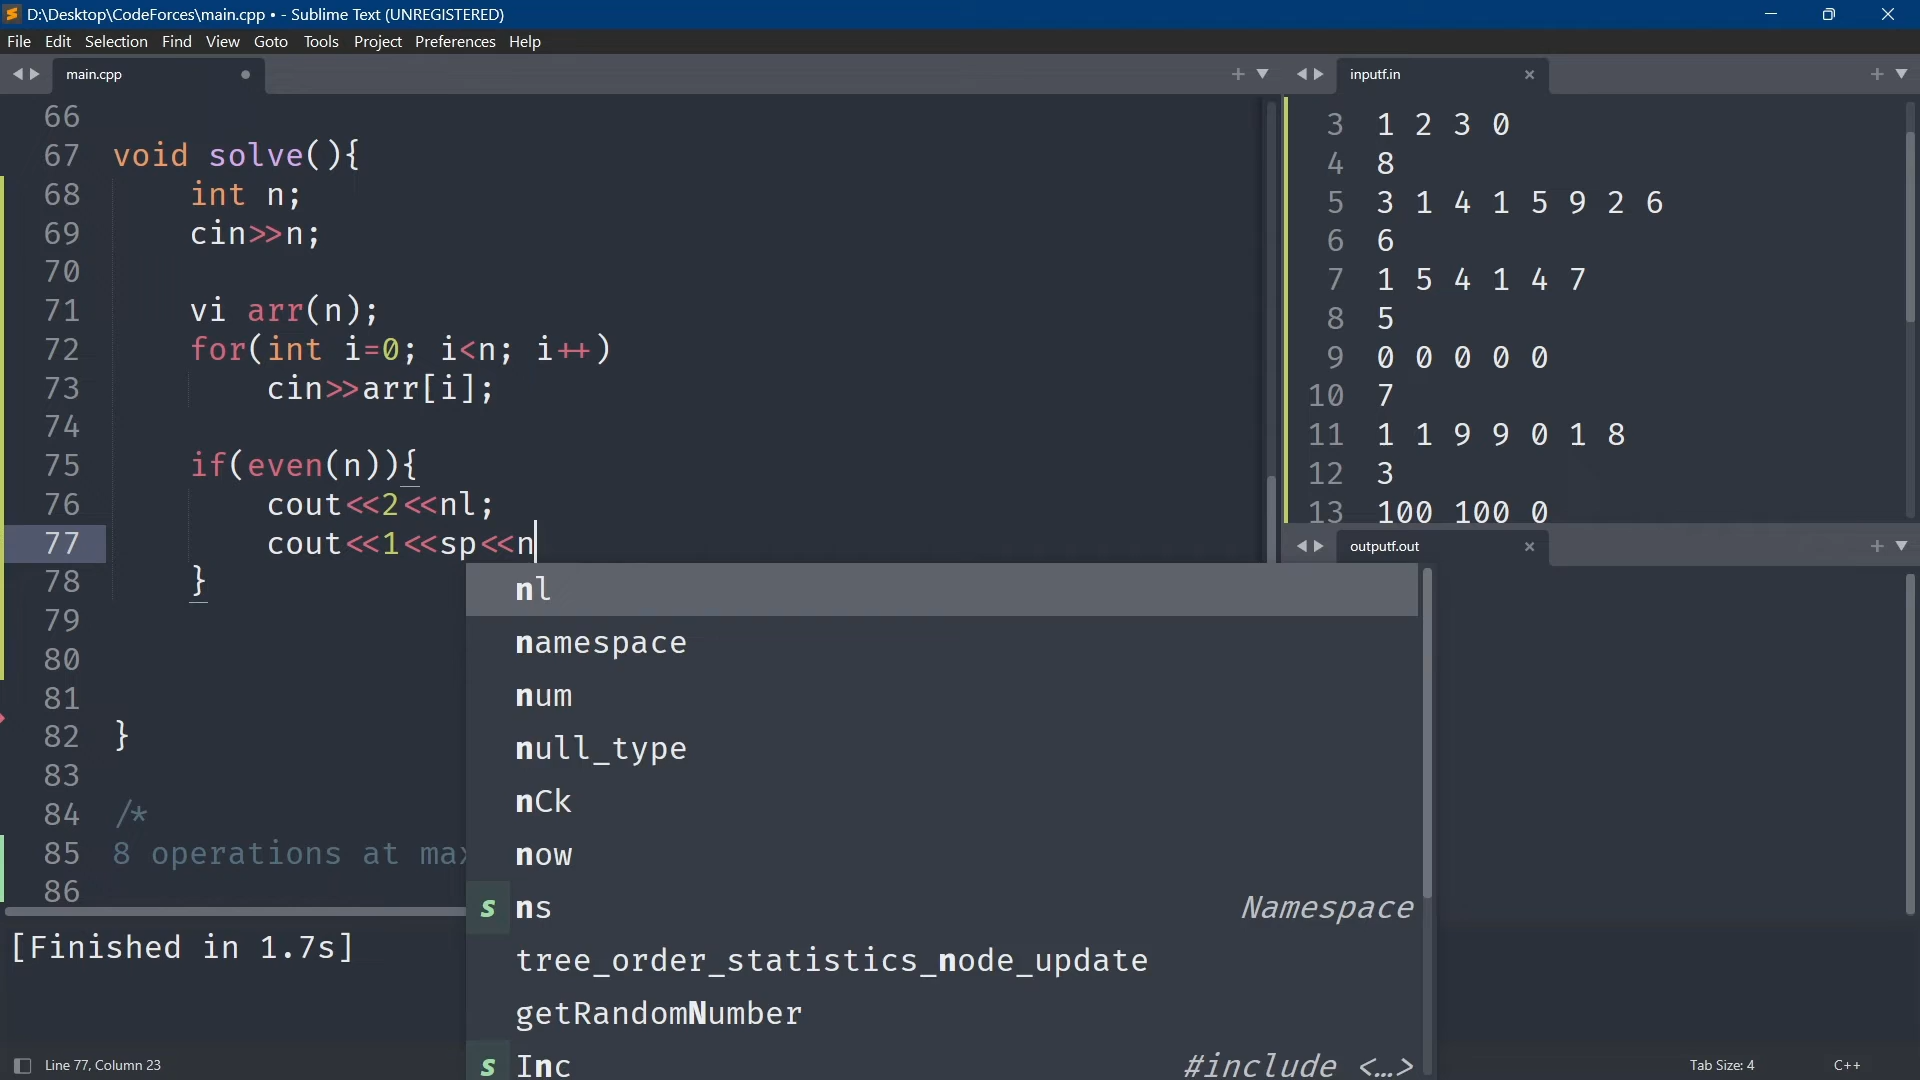 D:\Desktop\CodeForces\main.cpp • - Sublime Text (UNREGISTERED)
File Edit Selection Find View Goto Tools Project Preferences Help
main.cpp
66
67 void solve(){
68 int n;
69 cin>>n;
70
71 vi arr(n);
72 for(int i=0; i<n; i++)
73 cin>>arr[i];
74
75 if(even(n)){
76 cout<<2<<nl;
77 cout<<1<<sp<<n
78 }
79
80
81
82 }
83
84 /*
85 8 operations at max
86
nl
namespace
num
null_type
nCk
now
s ns Namespace
tree_order_statistics_node_update
getRandomNumber
s Inc #include <…>
inputf.in
3 1 2 3 0
4 8
5 3 1 4 1 5 9 2 6
6 6
7 1 5 4 1 4 7
8 5
9 0 0 0 0 0
10 7
11 1 1 9 9 0 1 8
12 3
13 100 100 0
outputf.out
[Finished in 1.7s]
Line 77, Column 23
Tab Size: 4
C++